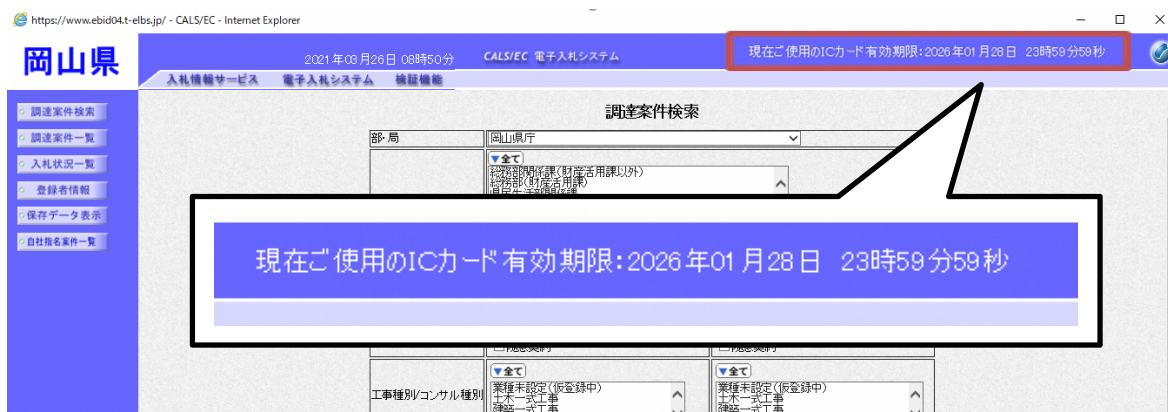 https://www.ebid04.t-elbs.jp/ - CALS/EC - Internet Explorer
岡山県
2021年03月26日 08時50分
CALS/EC 電子入札システム
現在ご使用のICカード有効期限:2026年01月28日 23時59分59秒
入札情報サービス 電子入札システム 検証機能
調達案件検索
調達案件一覧
入札状況一覧
登録者情報
保存データ表示
自社指名案件一覧
調達案件検索
部・局
岡山県庁
▼全て
総務部関係課(財産活用課以外)
総務部(財産活用課)
現在ご使用のICカード有効期限:2026年01月28日 23時59分59秒
工事種別/コンサル種別
▼全て
業種未設定(仮登録中)
土木一式工事
建築一式工事
▼全て
業種未設定(仮登録中)
土木一式工事
建築一式工事